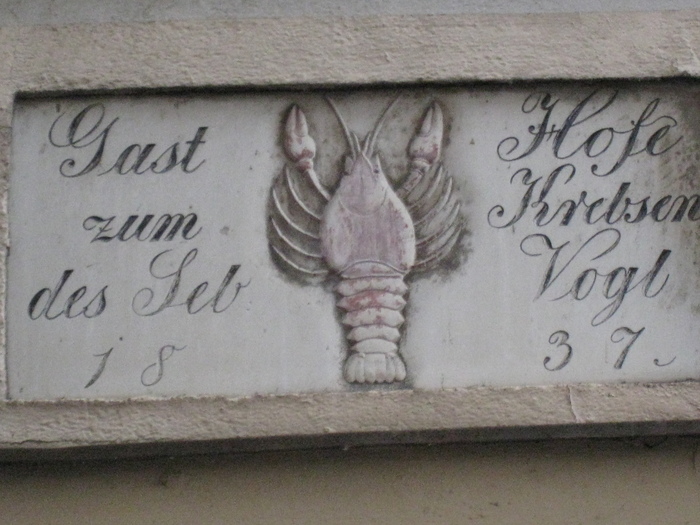 Gast Hofe
zum Krebsen
des Seb Vogl
18 37.